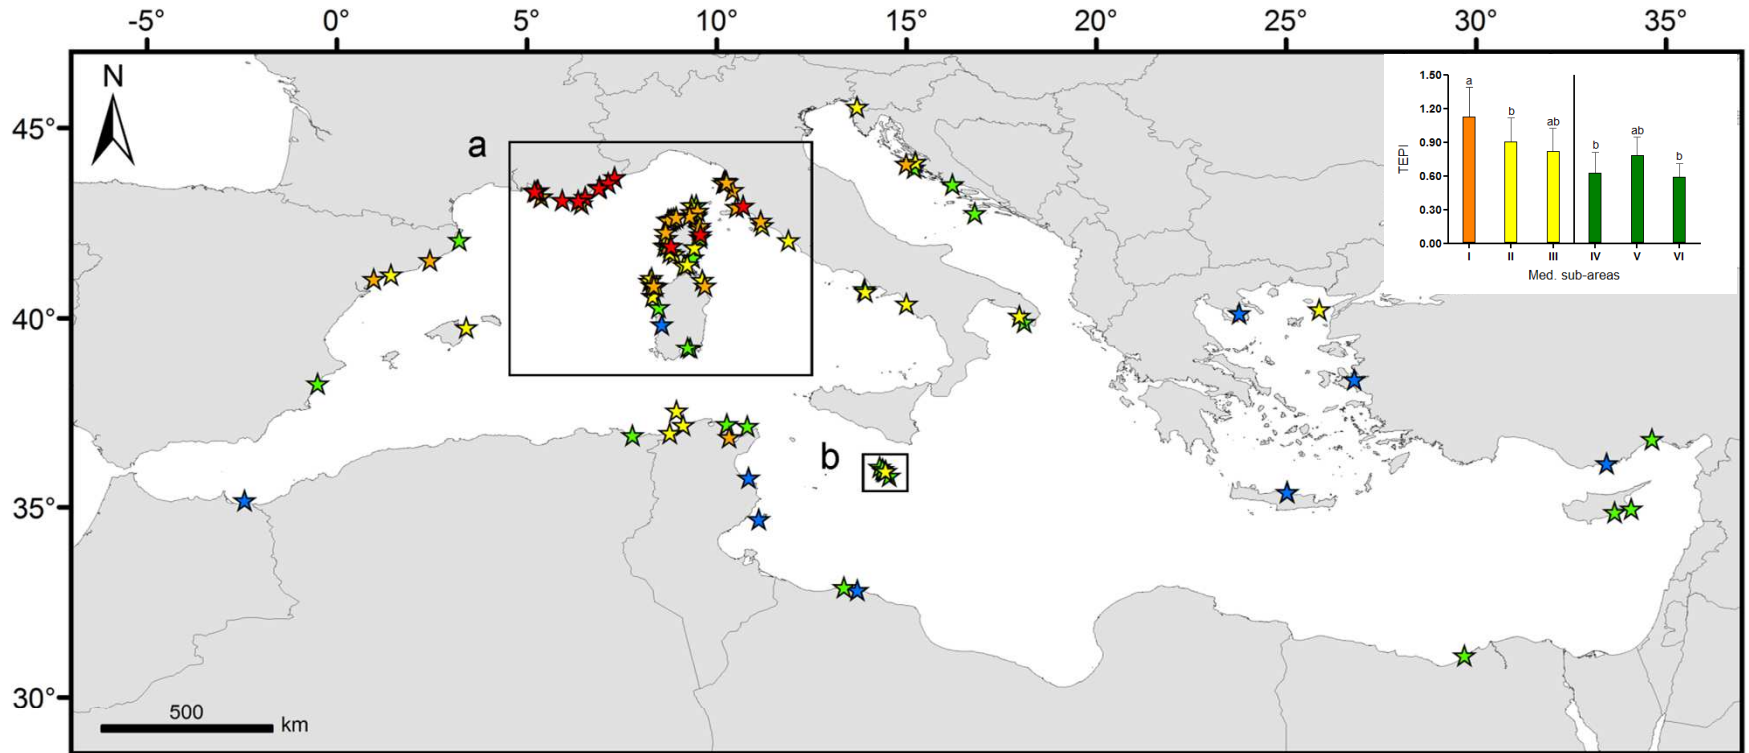 -5° 0° 5° 10° 15° 20° 25° 30° 35°
N
45°
40°
35°
30°
a
b
500 km
1.50
1.20
0.90
0.60
0.30
0.00
TEPI
a b ab b ab b
I II III IV V VI
Med. sub-areas